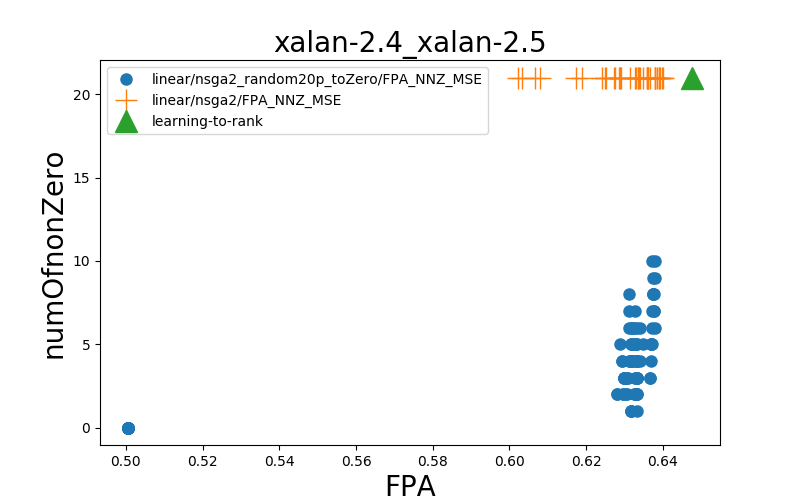 xalan-2.4_xalan-2.5
linear/nsga2_random20p_toZero/FPA_NNZ_MSE
linear/nsga2/FPA_NNZ_MSE
learning-to-rank
numOfnonZero
20
15
10
5
0
0.50 0.52 0.54 0.56 0.58 0.60 0.62 0.64
FPA